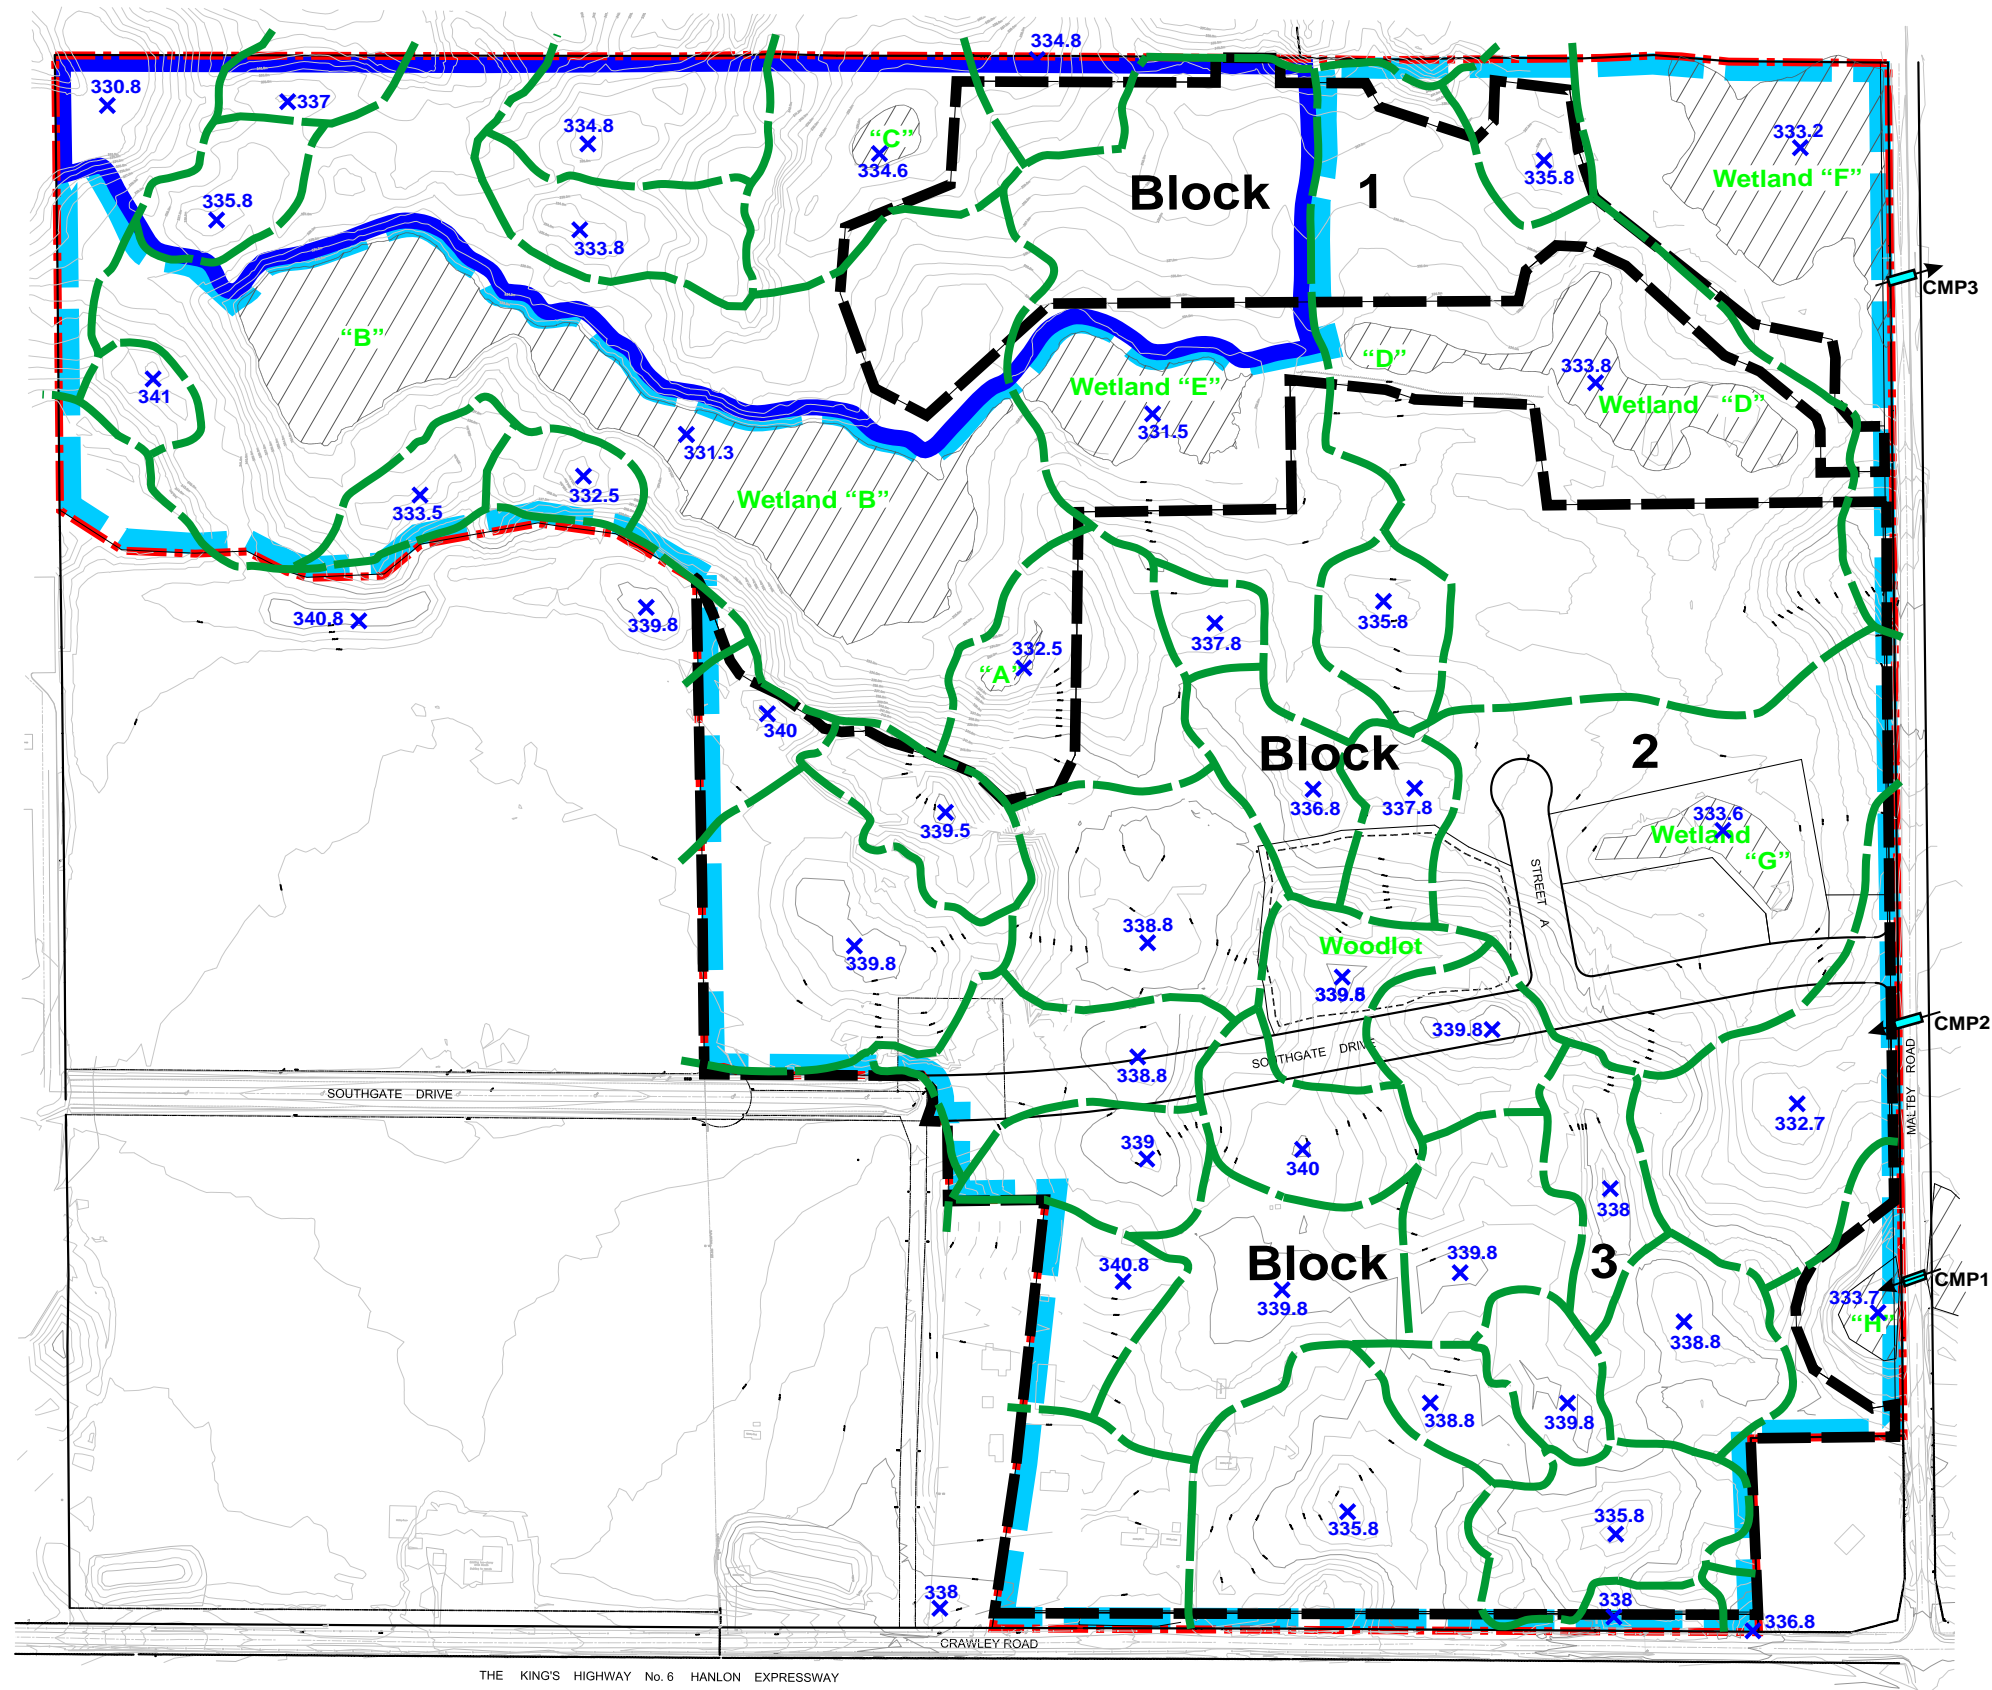 334.8
330.8
337
334.8
"C"
334.6
333.2
Wetland "F"
335.8
Block 1
335.8
333.8
CMP3
"B"
"D"
333.8
Wetland "E"
Wetland "D"
341
331.5
331.3
Wetland "B"
332.5
333.5
340.8
339.8
335.8
337.8
332.5
"A"
340
Block 2
336.8
337.8
333.6
Wetland
"G"
339.5
STREET A
338.8
Woodlot
339.8
339.8
339.8
CMP2
SOUTHGATE DRIVE
338.8
MALTBY ROAD
SOUTHGATE DRIVE
332.7
339
340
338
Block 3
339.8
340.8
339.8
CMP1
333.7
"H"
338.8
338.8
339.8
335.8
335.8
338
338
336.8
CRAWLEY ROAD
THE KING'S HIGHWAY No. 6 HANLON EXPRESSWAY